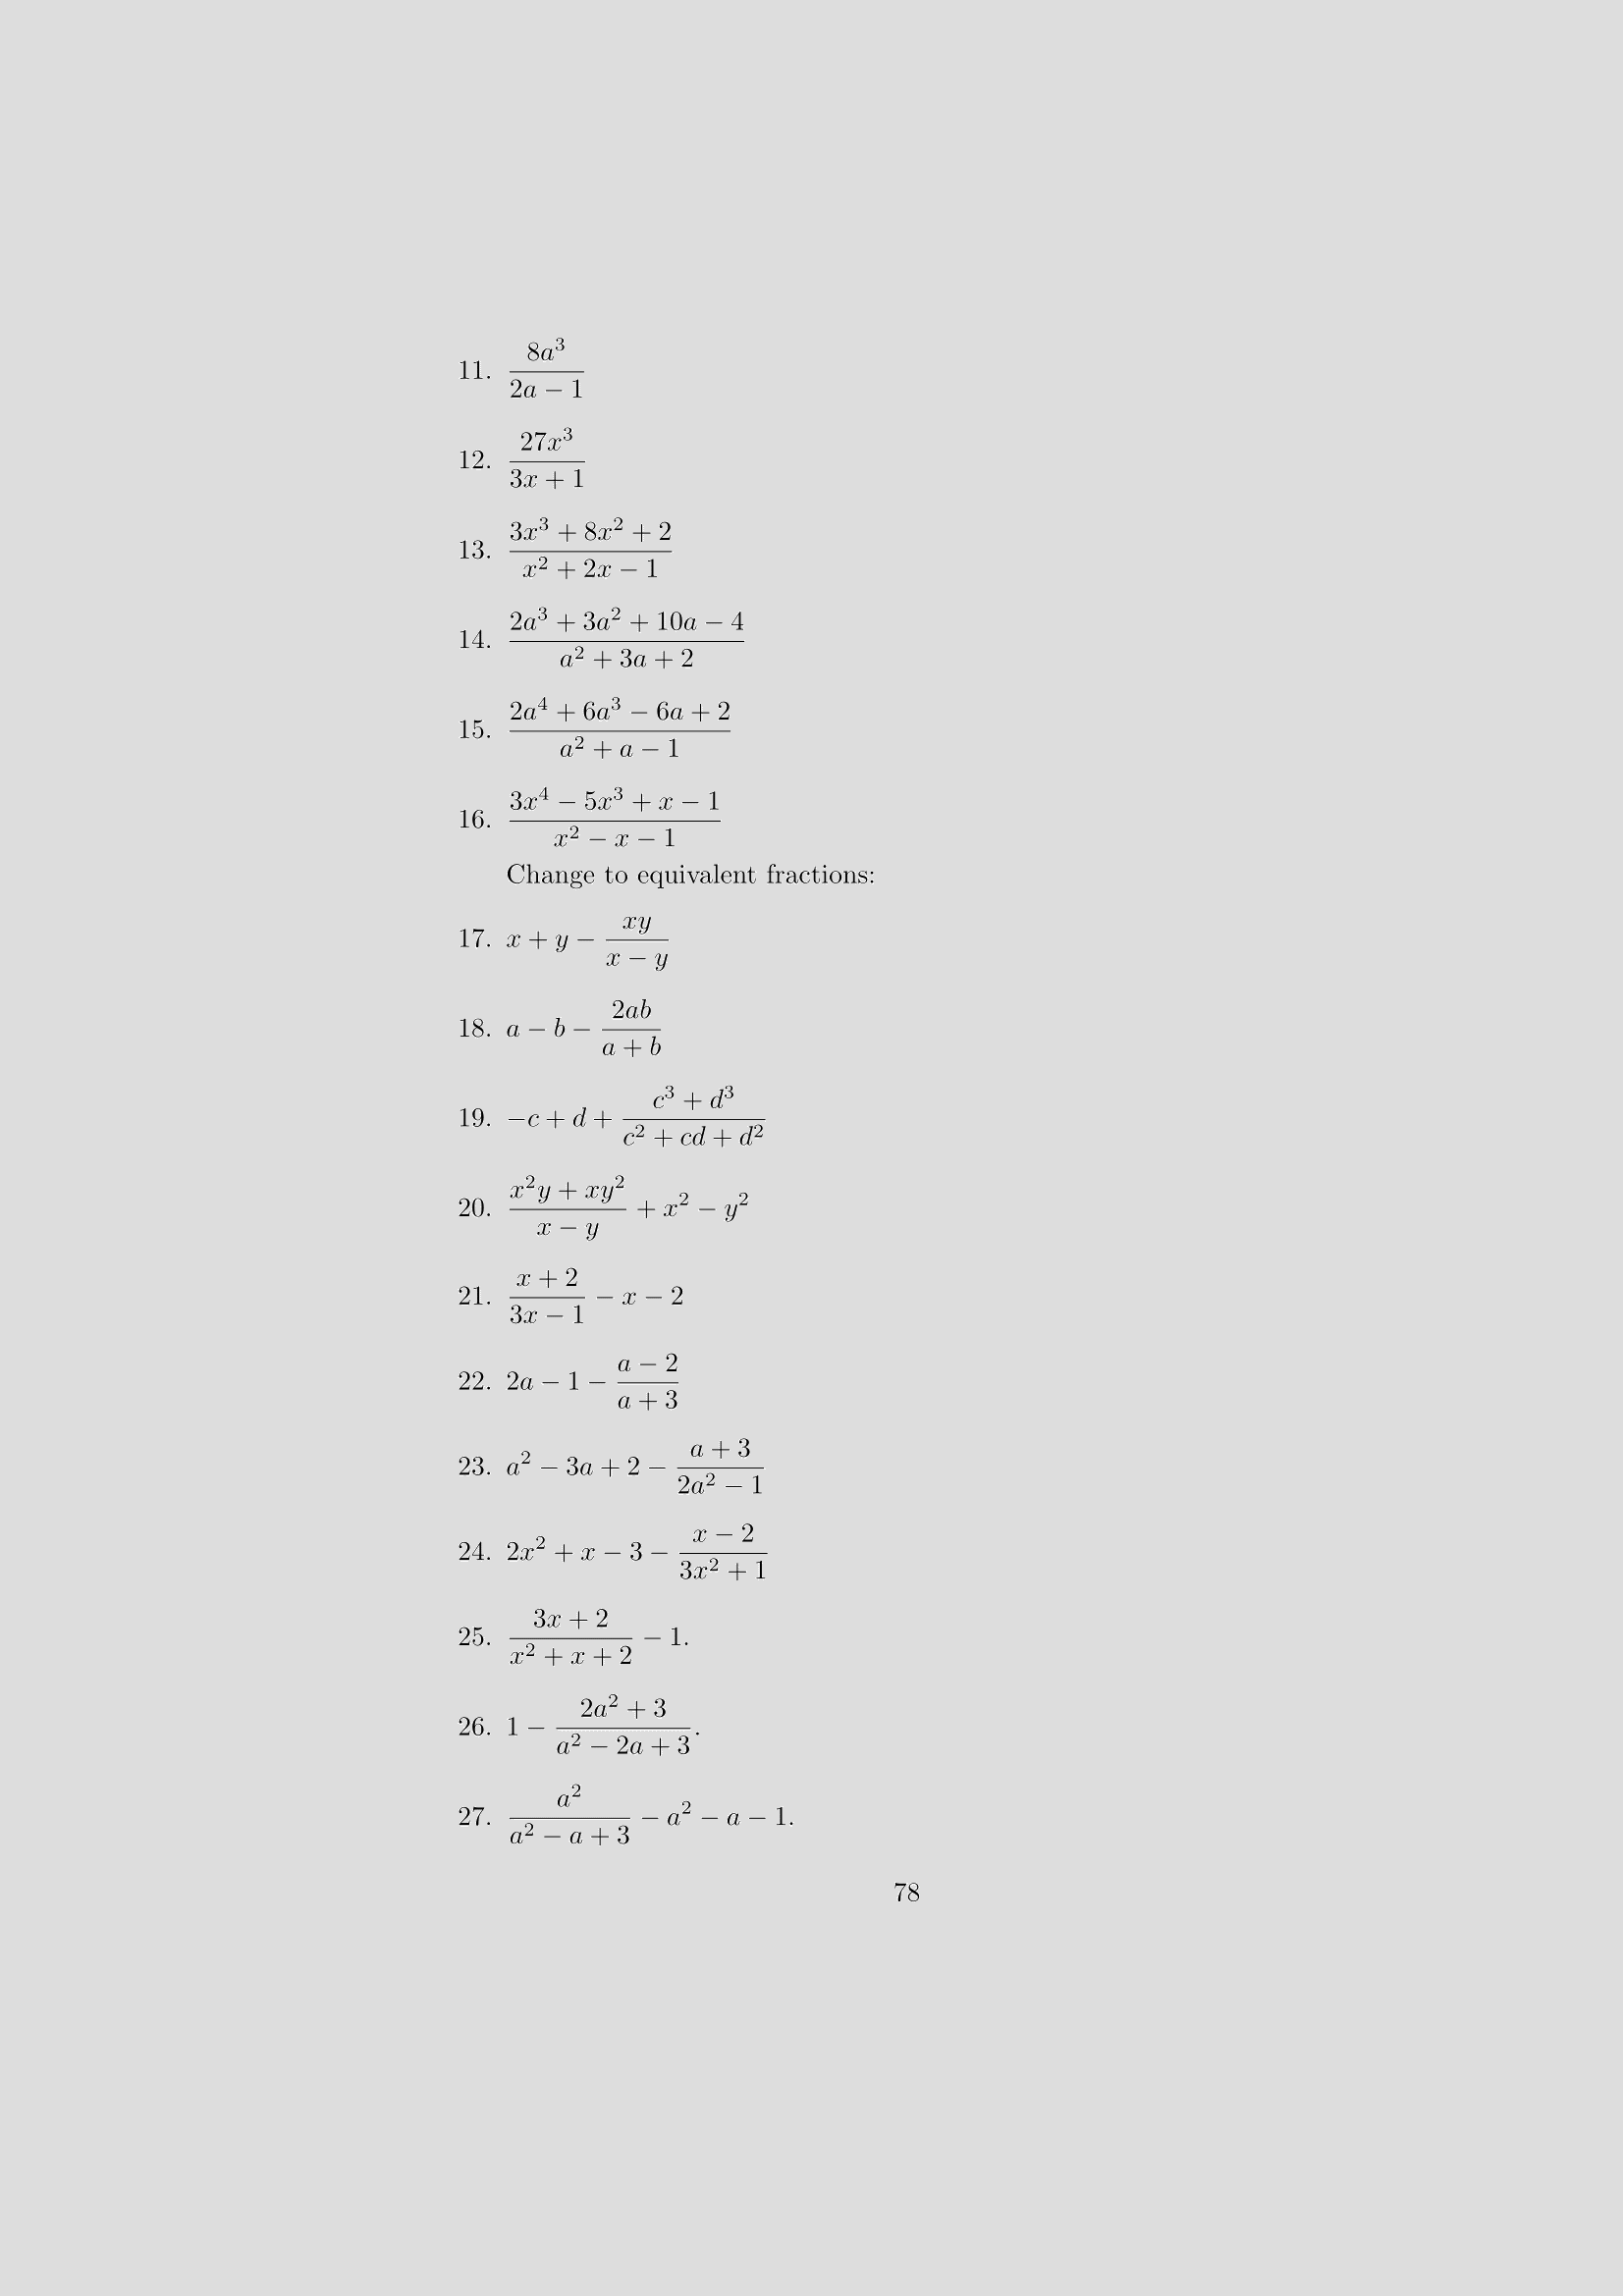 11. \frac{8a^3}{2a - 1}
12. \frac{27x^3}{3x + 1}
13. \frac{3x^3 + 8x^2 + 2}{x^2 + 2x - 1}
14. \frac{2a^3 + 3a^2 + 10a - 4}{a^2 + 3a + 2}
15. \frac{2a^4 + 6a^3 - 6a + 2}{a^2 + a - 1}
16. \frac{3x^4 - 5x^3 + x - 1}{x^2 - x - 1}
Change to equivalent fractions:
17. x + y - \frac{xy}{x - y}
18. a - b - \frac{2ab}{a + b}
19. -c + d + \frac{c^3 + d^3}{c^2 + cd + d^2}
20. \frac{x^2y + xy^2}{x - y} + x^2 - y^2
21. \frac{x + 2}{3x - 1} - x - 2
22. 2a - 1 - \frac{a - 2}{a + 3}
23. a^2 - 3a + 2 - \frac{a + 3}{2a^2 - 1}
24. 2x^2 + x - 3 - \frac{x - 2}{3x^2 + 1}
25. \frac{3x + 2}{x^2 + x + 2} - 1.
26. 1 - \frac{2a^2 + 3}{a^2 - 2a + 3}.
27. \frac{a^2}{a^2 - a + 3} - a^2 - a - 1.
78